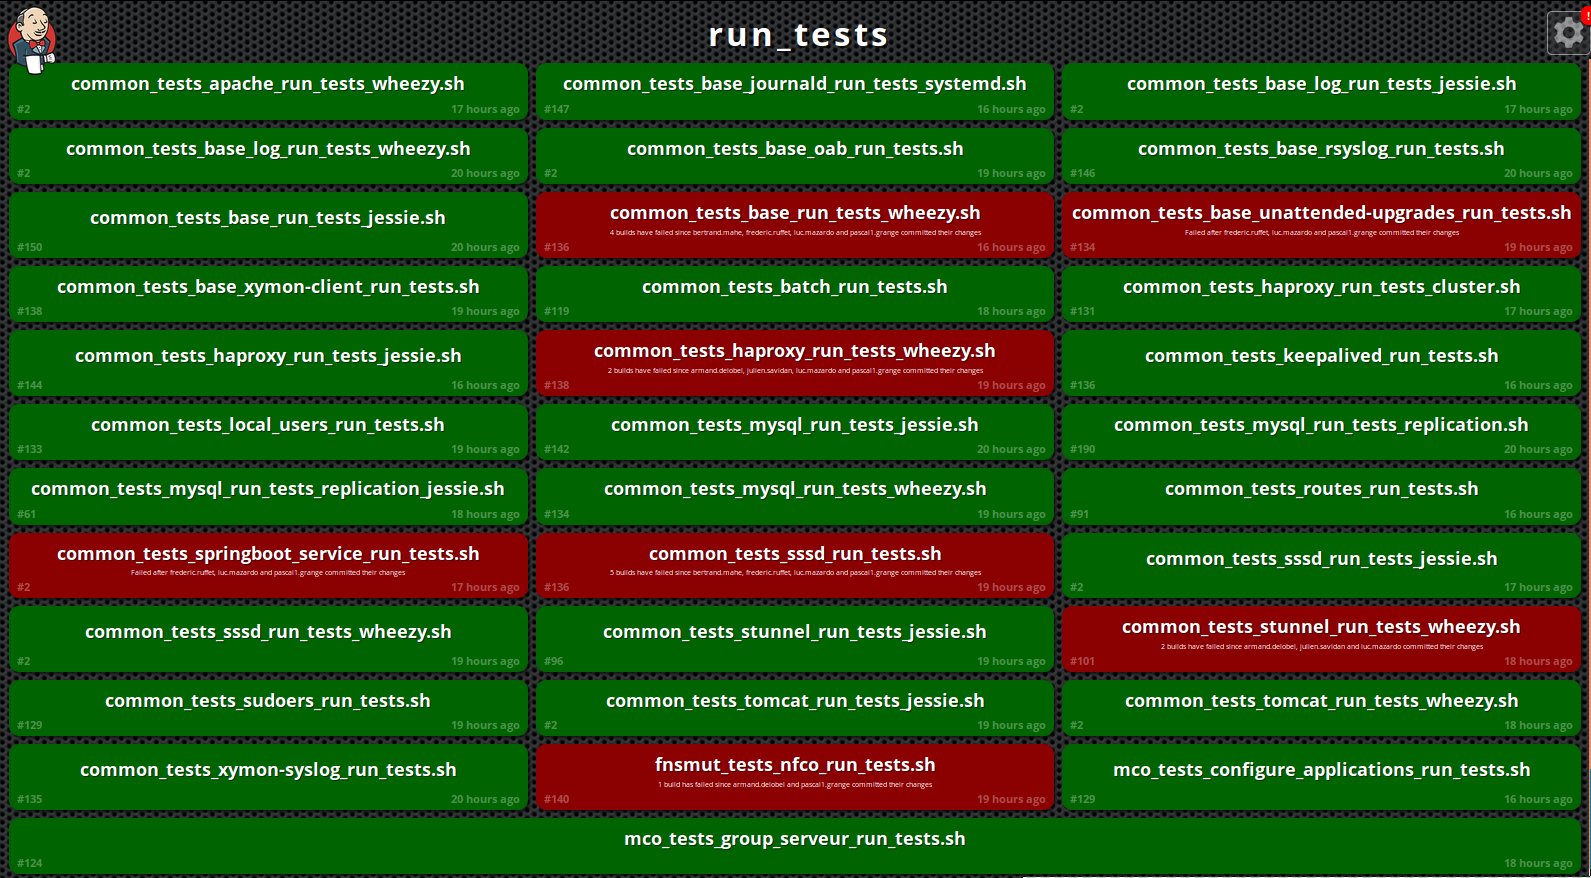 run_tests
!
common_tests_apache_run_tests_wheezy.sh
#2 17 hours ago
common_tests_base_journald_run_tests_systemd.sh
#147 16 hours ago
common_tests_base_log_run_tests_jessie.sh
#2 17 hours ago
common_tests_base_log_run_tests_wheezy.sh
#2 20 hours ago
common_tests_base_oab_run_tests.sh
#2 19 hours ago
common_tests_base_rsyslog_run_tests.sh
#146 20 hours ago
common_tests_base_run_tests_jessie.sh
#150 20 hours ago
common_tests_base_run_tests_wheezy.sh
4 builds have failed since bertrand.mahe, frederic.ruffet, luc.mazardo and pascal1.grange committed their changes
#136 16 hours ago
common_tests_base_unattended-upgrades_run_tests.sh
Failed after frederic.ruffet, luc.mazardo and pascal1.grange committed their changes
#134 19 hours ago
common_tests_base_xymon-client_run_tests.sh
#138 19 hours ago
common_tests_batch_run_tests.sh
#119 18 hours ago
common_tests_haproxy_run_tests_cluster.sh
#131 17 hours ago
common_tests_haproxy_run_tests_jessie.sh
#144 16 hours ago
common_tests_haproxy_run_tests_wheezy.sh
2 builds have failed since armand.delobel, julien.savidan, luc.mazardo and pascal1.grange committed their changes
#138 19 hours ago
common_tests_keepalived_run_tests.sh
#136 16 hours ago
common_tests_local_users_run_tests.sh
#133 19 hours ago
common_tests_mysql_run_tests_jessie.sh
#142 20 hours ago
common_tests_mysql_run_tests_replication.sh
#190 20 hours ago
common_tests_mysql_run_tests_replication_jessie.sh
#61 18 hours ago
common_tests_mysql_run_tests_wheezy.sh
#134 19 hours ago
common_tests_routes_run_tests.sh
#91 16 hours ago
common_tests_springboot_service_run_tests.sh
Failed after frederic.ruffet, luc.mazardo and pascal1.grange committed their changes
#2 17 hours ago
common_tests_sssd_run_tests.sh
5 builds have failed since bertrand.mahe, frederic.ruffet, luc.mazardo and pascal1.grange committed their changes
#136 19 hours ago
common_tests_sssd_run_tests_jessie.sh
#2 17 hours ago
common_tests_sssd_run_tests_wheezy.sh
#2 19 hours ago
common_tests_stunnel_run_tests_jessie.sh
#96 19 hours ago
common_tests_stunnel_run_tests_wheezy.sh
2 builds have failed since armand.delobel, julien.savidan and luc.mazardo committed their changes
#101 18 hours ago
common_tests_sudoers_run_tests.sh
#129 19 hours ago
common_tests_tomcat_run_tests_jessie.sh
#2 19 hours ago
common_tests_tomcat_run_tests_wheezy.sh
#2 18 hours ago
common_tests_xymon-syslog_run_tests.sh
#135 20 hours ago
fnsmut_tests_nfco_run_tests.sh
1 build has failed since armand.delobel and pascal1.grange committed their changes
#140 19 hours ago
mco_tests_configure_applications_run_tests.sh
#129 16 hours ago
mco_tests_group_serveur_run_tests.sh
#124 18 hours ago